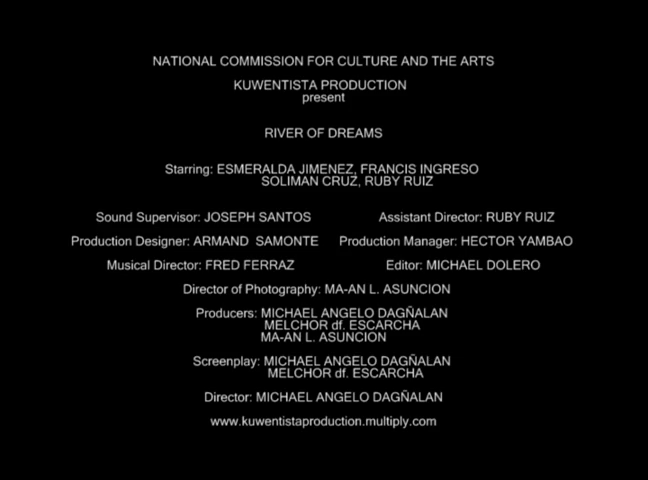 NATIONAL COMMISSION FOR CULTURE AND THE ARTS
KUWENTISTA PRODUCTION
present
RIVER OF DREAMS
Starring: ESMERALDA JIMENEZ, FRANCIS INGRESO
SOLIMAN CRUZ, RUBY RUIZ
Sound Supervisor: JOSEPH SANTOS Assistant Director: RUBY RUIZ
Production Designer: ARMAND SAMONTE Production Manager: HECTOR YAMBAO
Musical Director: FRED FERRAZ Editor: MICHAEL DOLERO
Director of Photography: MA-AN L. ASUNCION
Producers: MICHAEL ANGELO DAGÑALAN
MELCHOR df. ESCARCHA
MA-AN L. ASUNCION
Screenplay: MICHAEL ANGELO DAGÑALAN
MELCHOR df. ESCARCHA
Director: MICHAEL ANGELO DAGÑALAN
www.kuwentistaproduction.multiply.com